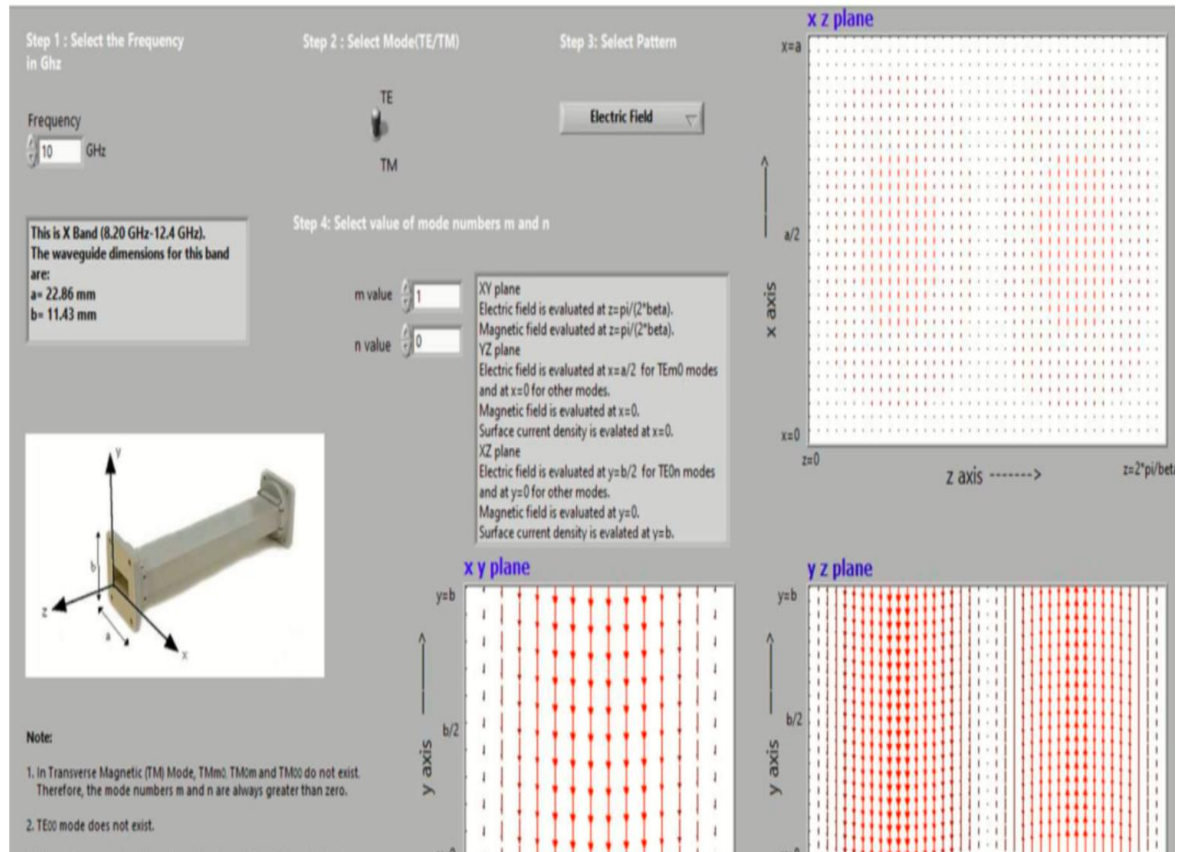 Step 1 : Select the Frequency
in Ghz
Frequency
10 GHz
Step 2 : Select Mode(TE/TM)
TE
TM
Step 3: Select Pattern
Electric Field
This is X Band (8.20 GHz-12.4 GHz).
The waveguide dimensions for this band
are:
a= 22.86 mm
b= 11.43 mm
Step 4: Select value of mode numbers m and n
m value 1
n value 0
XY plane
Electric field is evaluated at z=pi/(2*beta).
Magnetic field evaluated at z=pi/(2*beta).
YZ plane
Electric field is evaluated at x=a/2 for TEm0 modes
and at x=0 for other modes.
Magnetic field is evaluated at x=0.
Surface current density is evalated at x=0.
XZ plane
Electric field is evaluated at y=b/2 for TE0n modes
and at y=0 for other modes.
Magnetic field is evaluated at y=0.
Surface current density is evalated at y=b.
x z plane
x=a
a/2
x axis
x=0
z=0
z axis ------->
z=2*pi/bet
y
b
z
a
x
x y plane
y=b
b/2
y axis
y z plane
y=b
b/2
y axis
Note:
1. In Transverse Magnetic (TM) Mode, TMm0, TM0m and TM00 do not exist.
Therefore, the mode numbers m and n are always greater than zero.
2. TE00 mode does not exist.